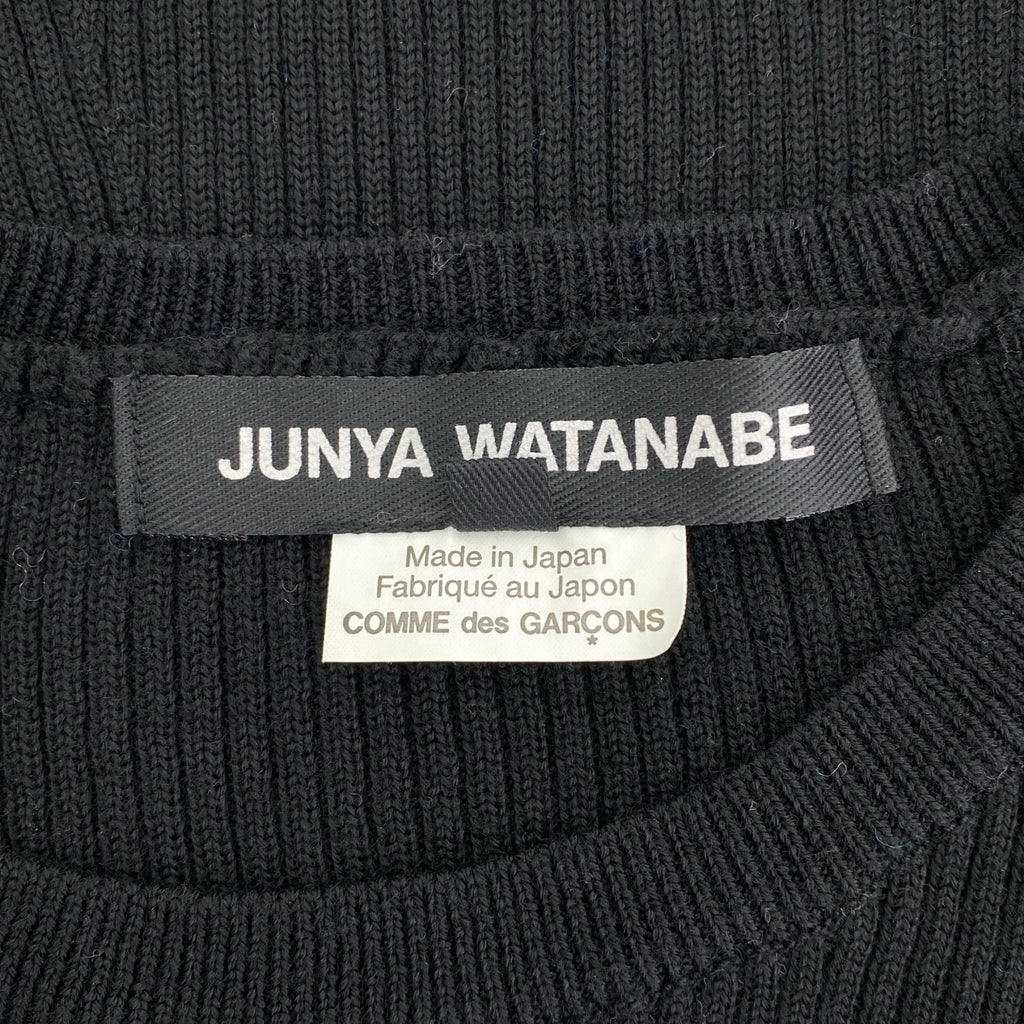 JUNYA WATANABE
Made in Japan
Fabriqué au Japon
COMME des GARÇONS
*